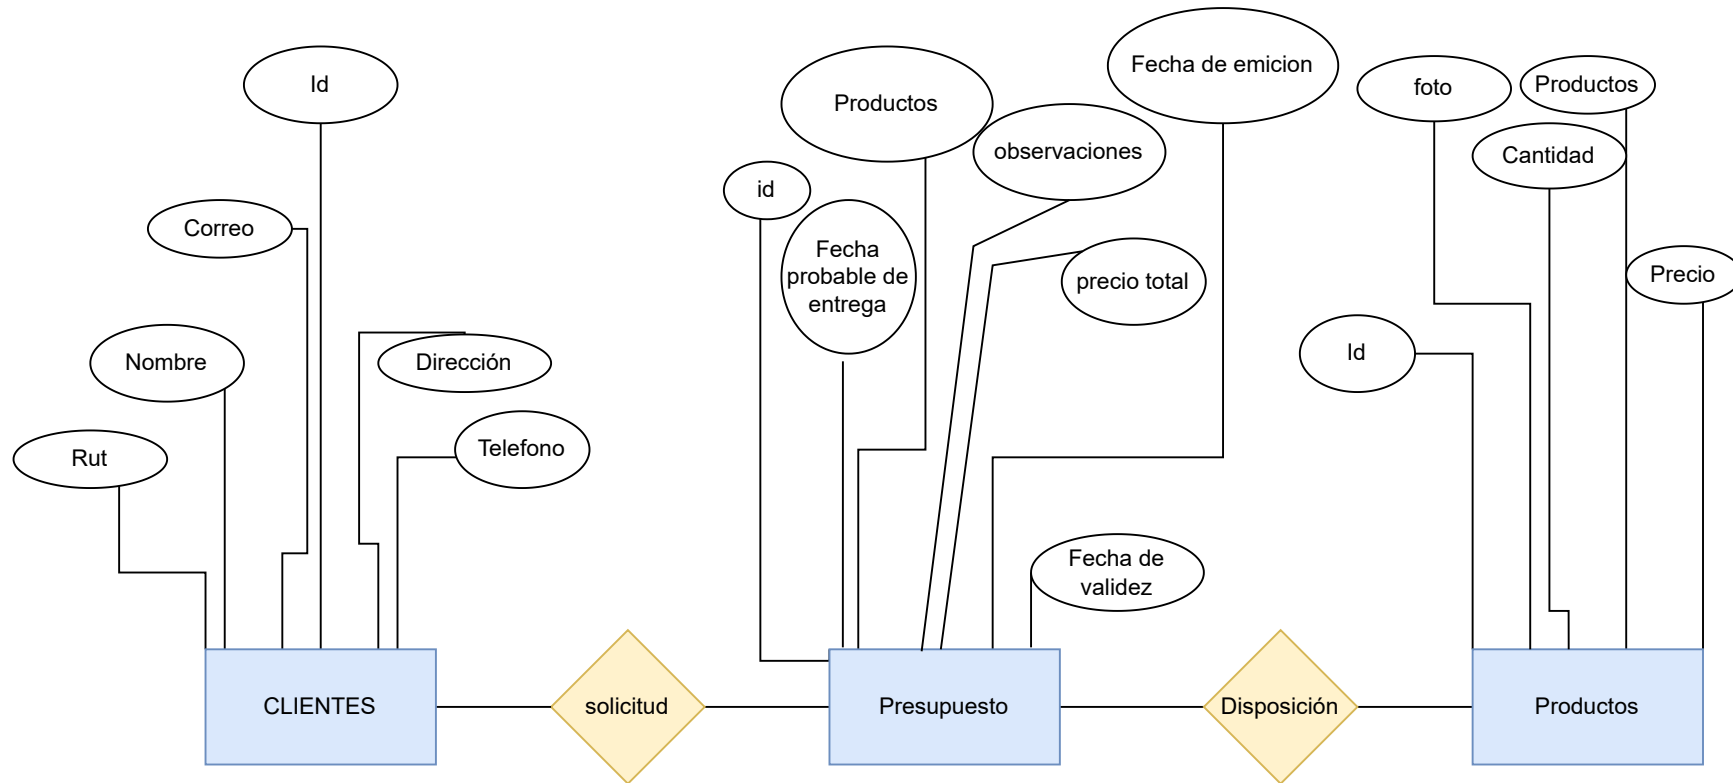 Id
Correo
Nombre
Dirección
Rut
Telefono
CLIENTES
solicitud
Productos
Fecha de emicion
observaciones
id
Fecha
probable de
entrega
precio total
Fecha de
validez
Presupuesto
Disposición
foto
Productos
Cantidad
Precio
Id
Productos